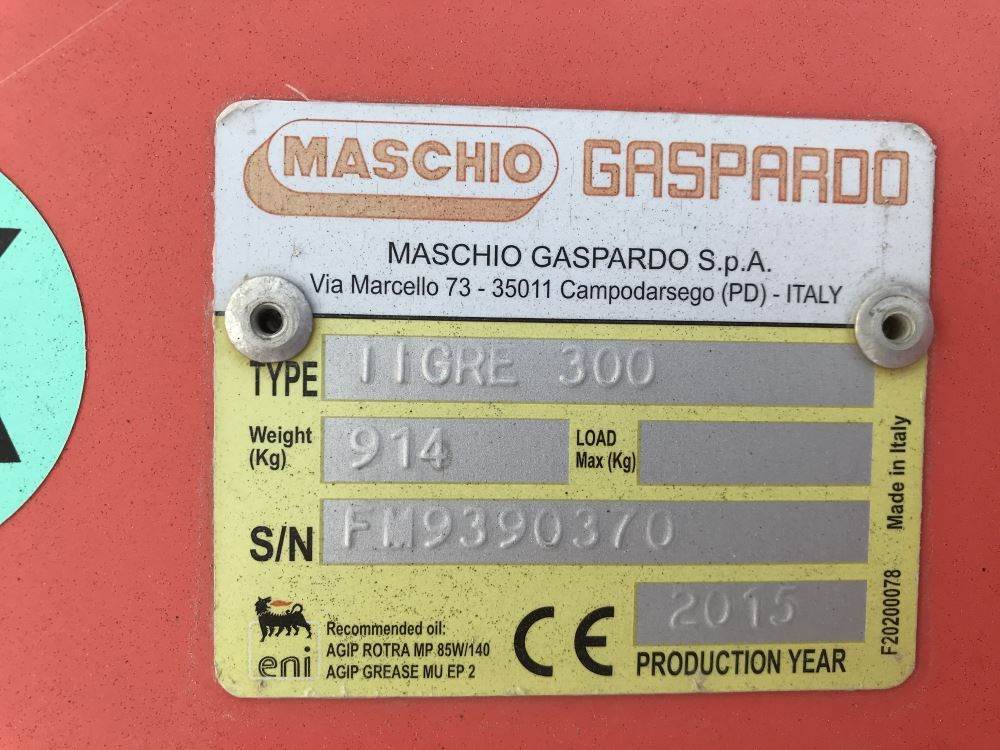 MASCHIO GASPARDO
MASCHIO GASPARDO S.p.A.
Via Marcello 73 - 35011 Campodarsego (PD) - ITALY
TYPE TIGRE 300
Weight (Kg) 914 LOAD Max (Kg)
S/N FM9390370
Made in Italy
F20200078
eni
Recommended oil:
AGIP ROTRA MP 85W/140
AGIP GREASE MU EP 2
CE
2015
PRODUCTION YEAR